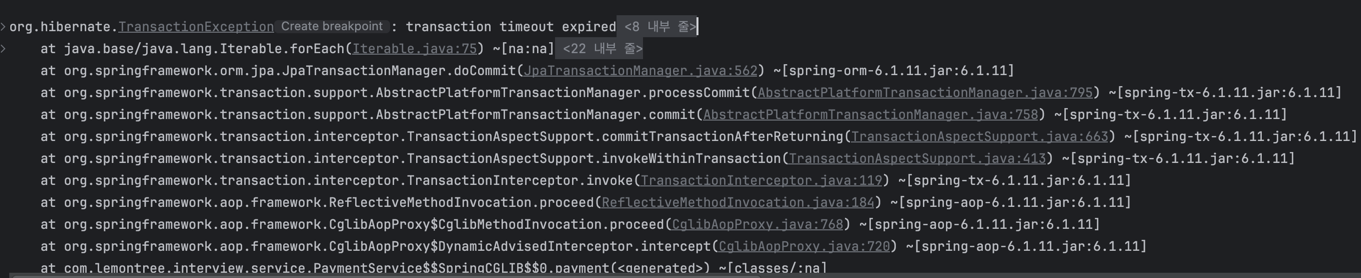 org.hibernate.TransactionException Create breakpoint : transaction timeout expired <8 내부 줄>
at java.base/java.lang.Iterable.forEach(Iterable.java:75) ~[na:na] <22 내부 줄>
at org.springframework.orm.jpa.JpaTransactionManager.doCommit(JpaTransactionManager.java:562) ~[spring-orm-6.1.11.jar:6.1.11]
at org.springframework.transaction.support.AbstractPlatformTransactionManager.processCommit(AbstractPlatformTransactionManager.java:795) ~[spring-tx-6.1.11.jar:6.1.11]
at org.springframework.transaction.support.AbstractPlatformTransactionManager.commit(AbstractPlatformTransactionManager.java:758) ~[spring-tx-6.1.11.jar:6.1.11]
at org.springframework.transaction.interceptor.TransactionAspectSupport.commitTransactionAfterReturning(TransactionAspectSupport.java:663) ~[spring-tx-6.1.11.jar:6.1.11]
at org.springframework.transaction.interceptor.TransactionAspectSupport.invokeWithinTransaction(TransactionAspectSupport.java:413) ~[spring-tx-6.1.11.jar:6.1.11]
at org.springframework.transaction.interceptor.TransactionInterceptor.invoke(TransactionInterceptor.java:119) ~[spring-tx-6.1.11.jar:6.1.11]
at org.springframework.aop.framework.ReflectiveMethodInvocation.proceed(ReflectiveMethodInvocation.java:184) ~[spring-aop-6.1.11.jar:6.1.11]
at org.springframework.aop.framework.CglibAopProxy$CglibMethodInvocation.proceed(CglibAopProxy.java:768) ~[spring-aop-6.1.11.jar:6.1.11]
at org.springframework.aop.framework.CglibAopProxy$DynamicAdvisedInterceptor.intercept(CglibAopProxy.java:720) ~[spring-aop-6.1.11.jar:6.1.11]
at com.lemontree.interview.service.PaymentService$$SpringCGLIB$$0.payment(<generated>) ~[classes/:na]